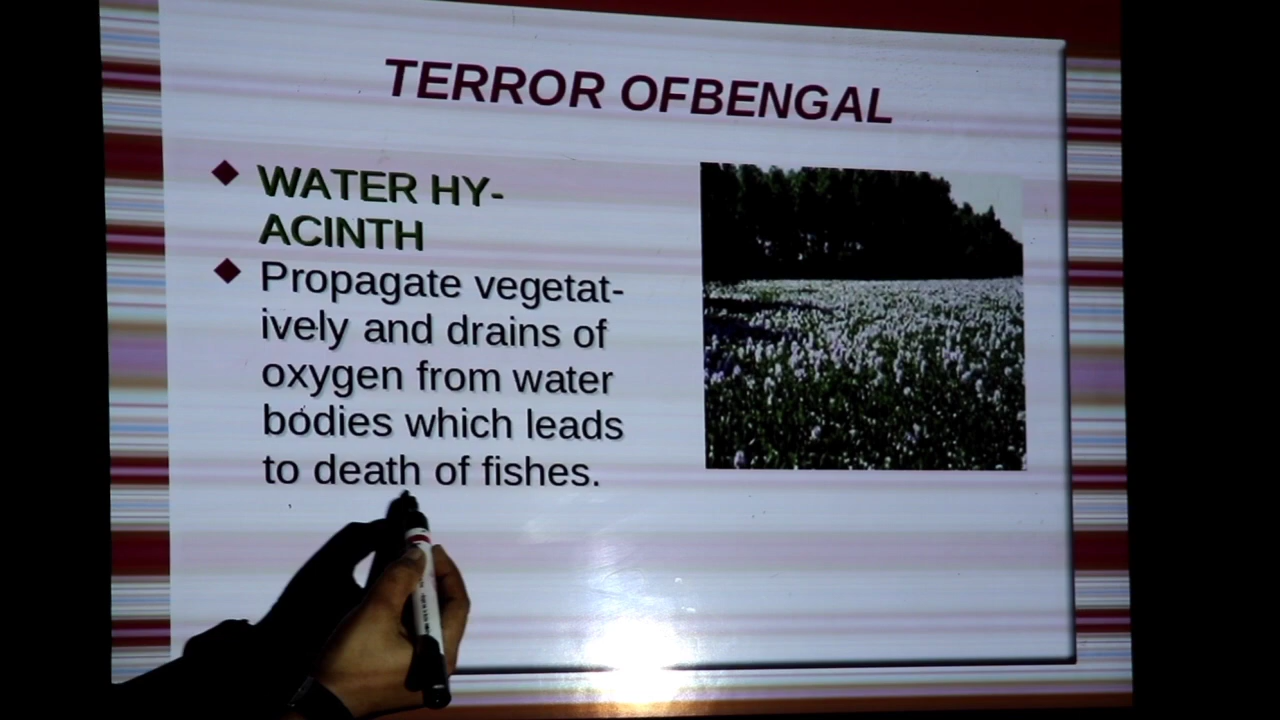 TERROR OFBENGAL
WATER HY-
ACINTH
Propagate vegetat-
ively and drains of
oxygen from water
bodies which leads
to death of fishes.